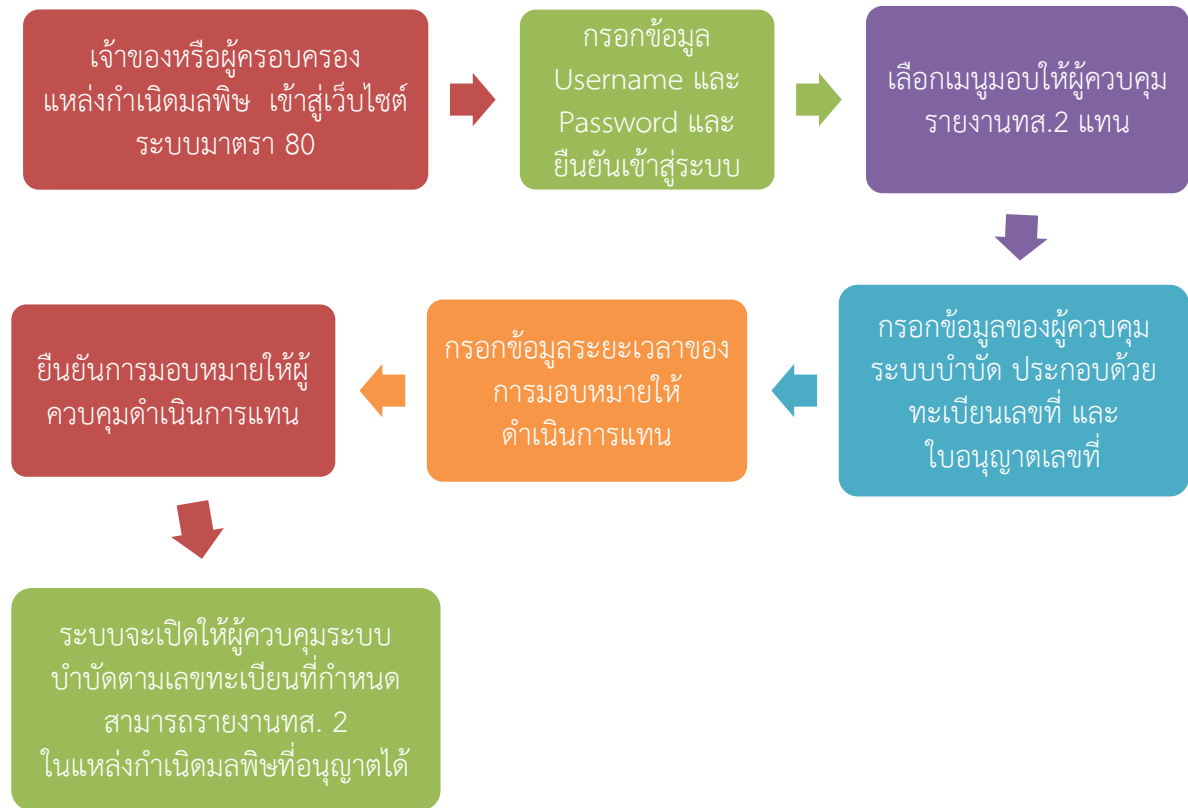 เจ้าของหรือผู้ครอบครอง
แหล่งกำเนิดมลพิษ เข้าสู่เว็บไซต์
ระบบมาตรา 80
กรอกข้อมูล
Username และ
Password และ
ยืนยันเข้าสู่ระบบ
เลือกเมนูมอบให้ผู้ควบคุม
รายงานทส.2 แทน
กรอกข้อมูลของผู้ควบคุม
ระบบบำบัด ประกอบด้วย
ทะเบียนเลขที่ และ
ใบอนุญาตเลขที่
กรอกข้อมูลระยะเวลาของ
การมอบหมายให้
ดำเนินการแทน
ยืนยันการมอบหมายให้ผู้
ควบคุมดำเนินการแทน
ระบบจะเปิดให้ผู้ควบคุมระบบ
บำบัดตามเลขทะเบียนที่กำหนด
สามารถรายงานทส. 2
ในแหล่งกำเนิดมลพิษที่อนุญาตได้